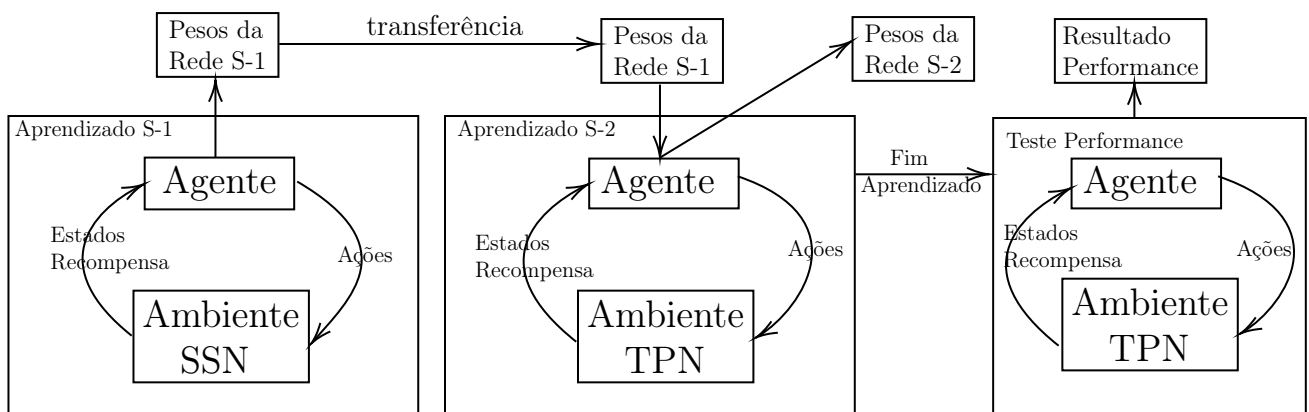 Pesos da
Rede S-1
transferência
Pesos da
Rede S-1
Pesos da
Rede S-2
Resultado
Performance
Aprendizado S-1
Agente
Estados
Recompensa
Ações
Ambiente
SSN
Aprendizado S-2
Agente
Estados
Recompensa
Ações
Ambiente
TPN
Fim
Aprendizado
Teste Performance
Agente
Estados
Recompensa
Ações
Ambiente
TPN